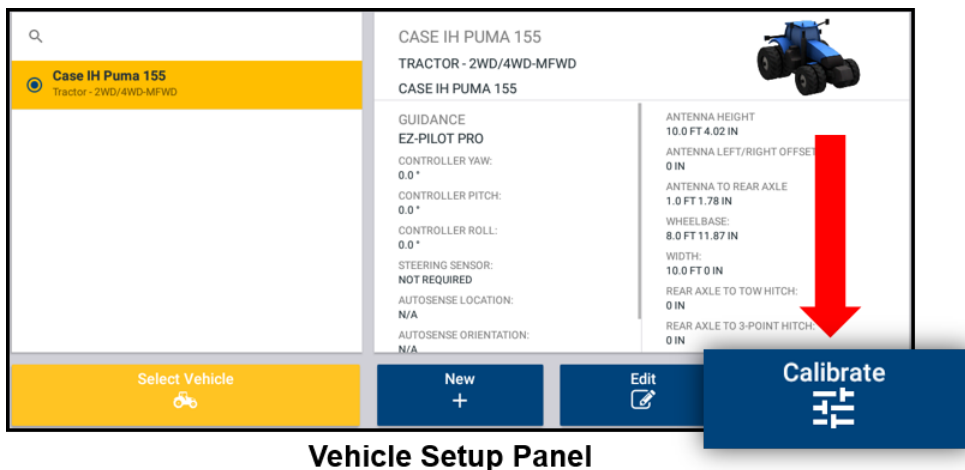 Case IH Puma 155
Tractor - 2WD/4WD-MFWD
CASE IH PUMA 155
TRACTOR - 2WD/4WD-MFWD
CASE IH PUMA 155
GUIDANCE
EZ-PILOT PRO
CONTROLLER YAW:
0.0 °
CONTROLLER PITCH:
0.0 °
CONTROLLER ROLL:
0.0 °
STEERING SENSOR:
NOT REQUIRED
AUTOSENSE LOCATION:
N/A
AUTOSENSE ORIENTATION:
N/A
ANTENNA HEIGHT
10.0 FT 4.02 IN
ANTENNA LEFT/RIGHT OFFSET
0 IN
ANTENNA TO REAR AXLE
1.0 FT 1.78 IN
WHEELBASE:
8.0 FT 11.87 IN
WIDTH:
10.0 FT 0 IN
REAR AXLE TO TOW HITCH:
0 IN
REAR AXLE TO 3-POINT HITCH:
0 IN
Select Vehicle
New
Edit
Calibrate
Vehicle Setup Panel